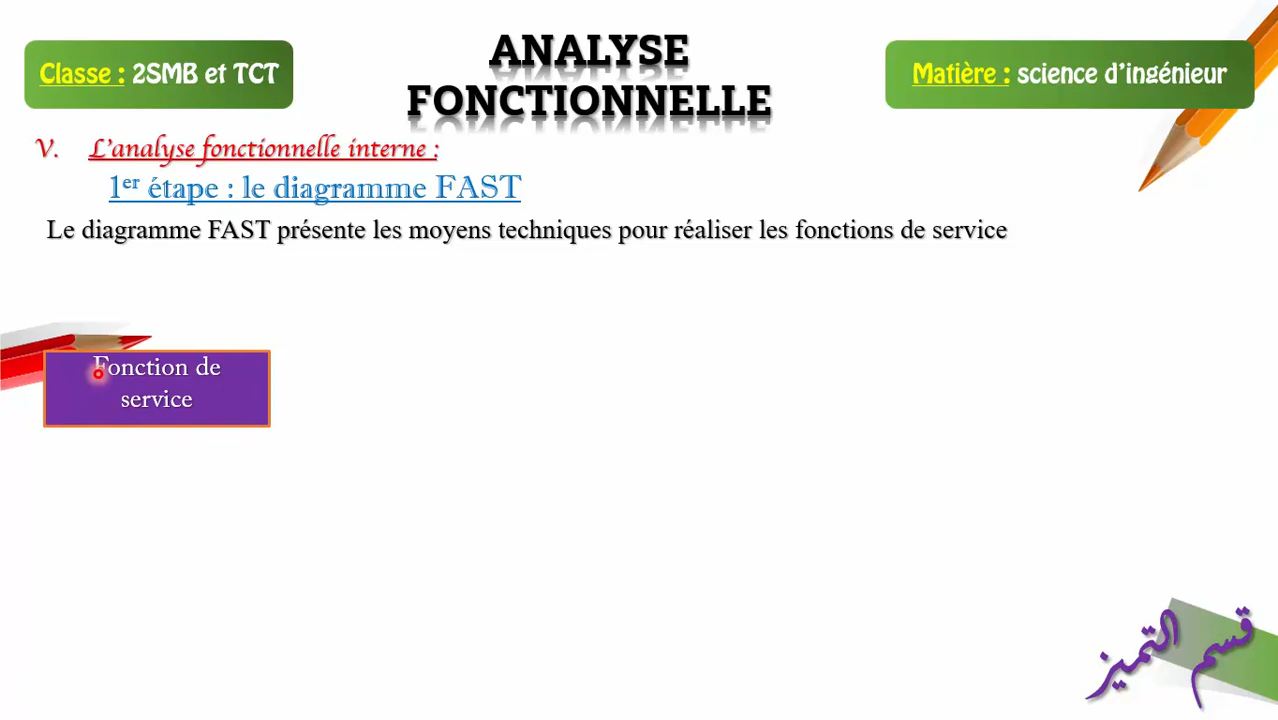 Classe : 2SMB et TCT
ANALYSE
FONCTIONNELLE
Matière : science d'ingénieur
V. L'analyse fonctionnelle interne :
1er étape : le diagramme FAST
Le diagramme FAST présente les moyens techniques pour réaliser les fonctions de service
Fonction de
service
قسم التميز